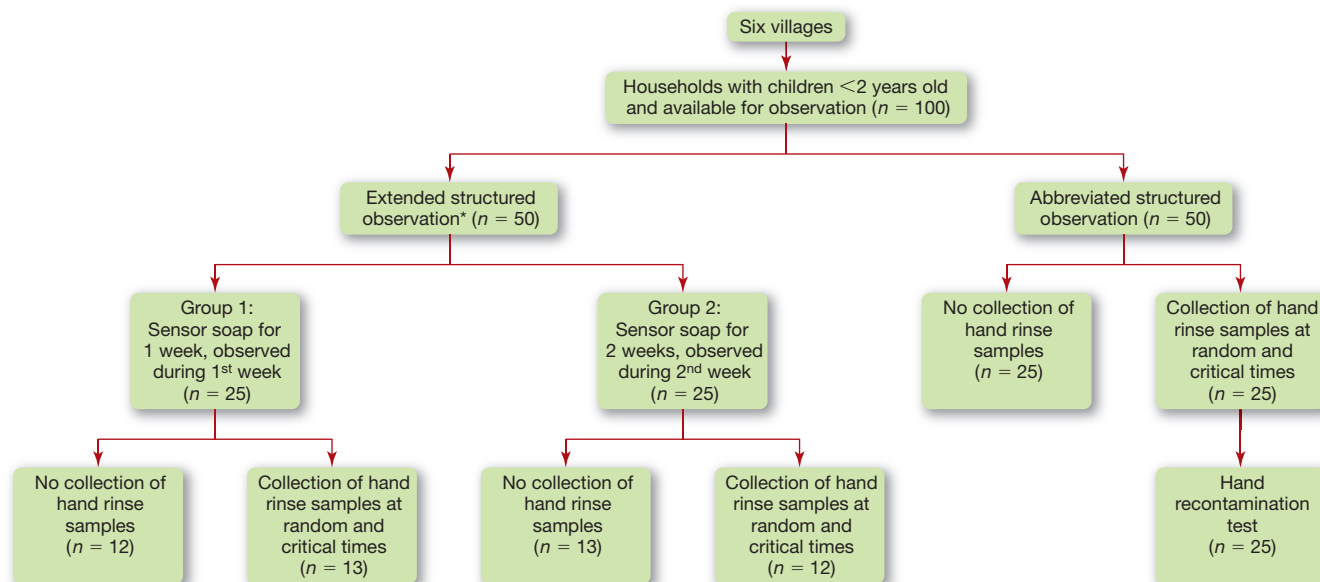 Six villages
Households with children <2 years old
and available for observation (n = 100)
Extended structured
observation* (n = 50)
Abbreviated structured
observation (n = 50)
Group 1:
Sensor soap for
1 week, observed
during 1st week
(n = 25)
Group 2:
Sensor soap for
2 weeks, observed
during 2nd week
(n = 25)
No collection of
hand rinse
samples
(n = 25)
Collection of hand
rinse samples at
random and
critical times
(n = 25)
No collection of
hand rinse
samples
(n = 12)
Collection of hand
rinse samples at
random and
critical times
(n = 13)
No collection of
hand rinse
samples
(n = 13)
Collection of hand
rinse samples at
random and
critical times
(n = 12)
Hand
recontamination
test
(n = 25)